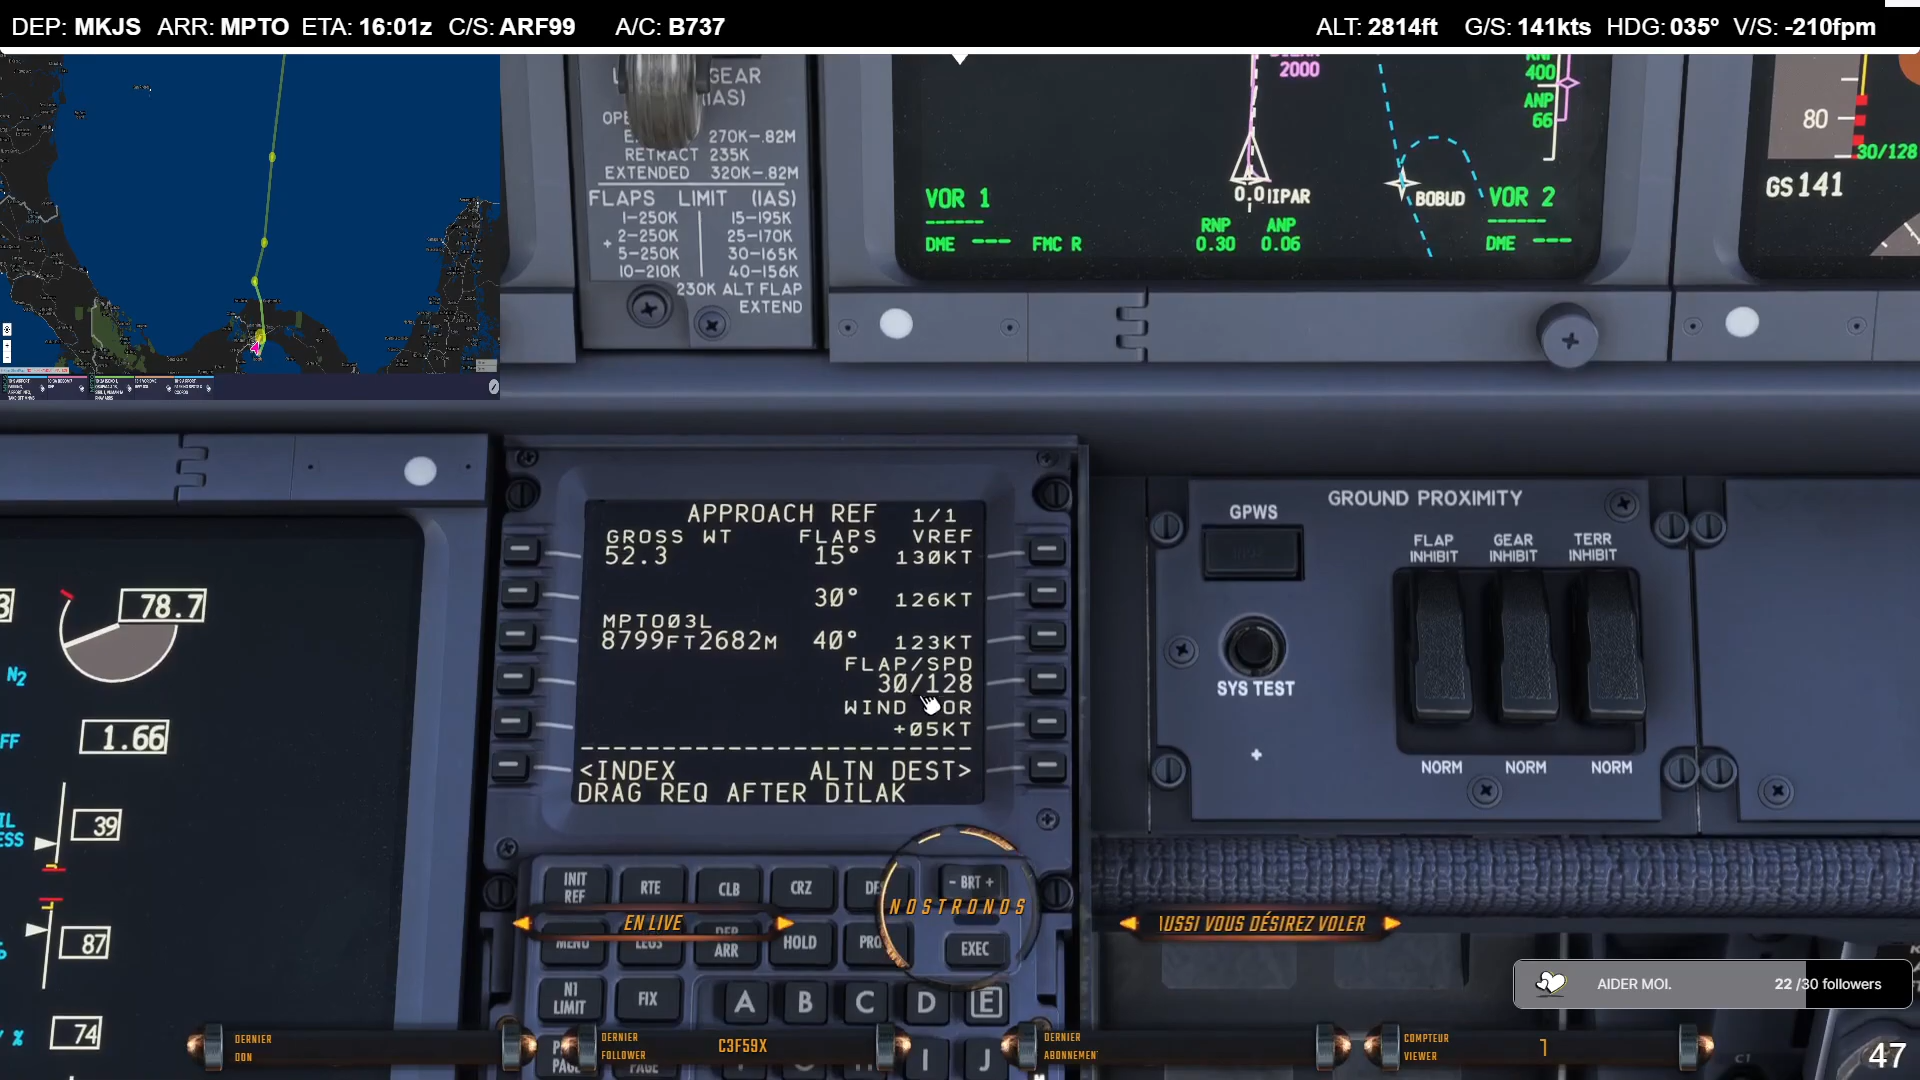 DEP: MKJS ARR: MPTO ETA: 16:01z C/S: ARF99 A/C: B737
ALT: 2814ft G/S: 141kts HDG: 035° V/S: -210fpm
GEAR
(IAS)
270K-.82M
RETRACT 235K
EXTENDED 320K-.82M
FLAPS LIMIT (IAS)
1-250K 15-195K
2-250K 25-170K
5-250K 30-165K
10-210K 40-156K
230K ALT FLAP
EXTEND
2000
400
ANP
66
VOR 1
DME --- FMC R
0.0
RNP ANP
0.30 0.06
BOBUD
VOR 2
DME ---
80
30/128
GS 141
APPROACH REF 1/1
GROSS WT FLAPS VREF
52.3 15° 130KT
30° 126KT
MPTO03L
8799FT2682M 40° 123KT
FLAP/SPD
30/128
WIND
+05KT
<INDEX ALTN DEST>
DRAG REQ AFTER DILAK
78.7
N2
FF 1.66
39
87
% 74
GROUND PROXIMITY
GPWS
FLAP INHIBIT
GEAR INHIBIT
TERR INHIBIT
SYS TEST
NORM NORM NORM
INIT REF
RTE
CLB
CRZ
- BRT +
MENU
LEGS
DEP ARR
HOLD
EXEC
N1 LIMIT
FIX
A B C D E
I J
EN LIVE
NOSTRONOS
USSI VOUS DÉSIREZ VOLER
AIDER MOI. 22 /30 followers
DERNIER DON
DERNIER FOLLOWER C3F59X
DERNIER ABONNEMEN
COMPTEUR VIEWER 1
47